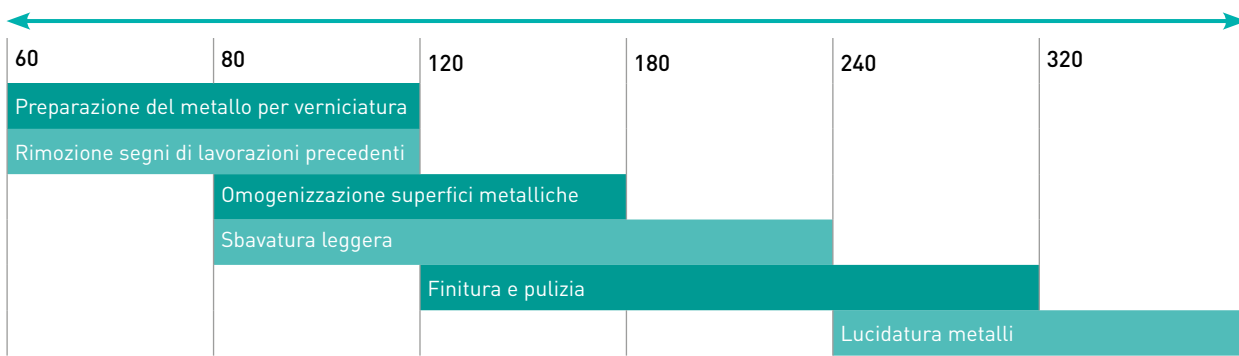 60 80 120 180 240 320
Preparazione del metallo per verniciatura
Rimozione segni di lavorazioni precedenti
Omogenizzazione superfici metalliche
Sbavatura leggera
Finitura e pulizia
Lucidatura metalli